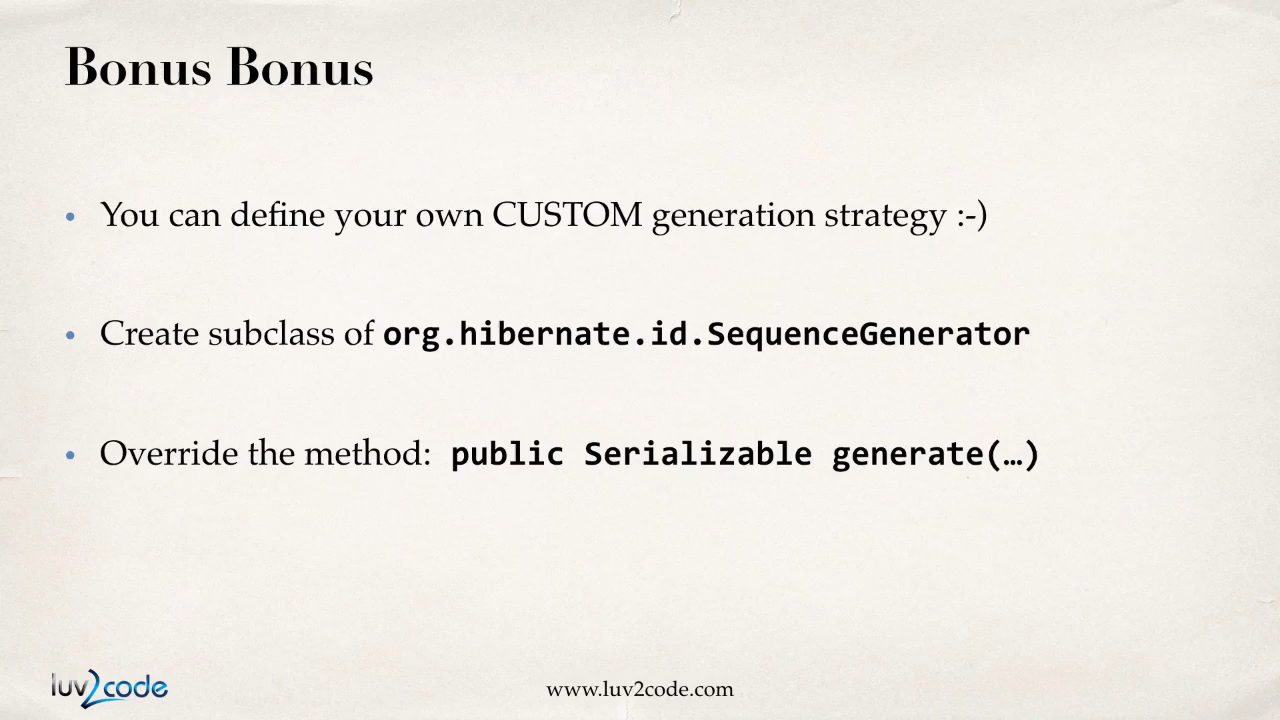 Bonus Bonus
• You can define your own CUSTOM generation strategy :-)
• Create subclass of org.hibernate.id.SequenceGenerator
• Override the method: public Serializable generate(…)
luv2code
www.luv2code.com